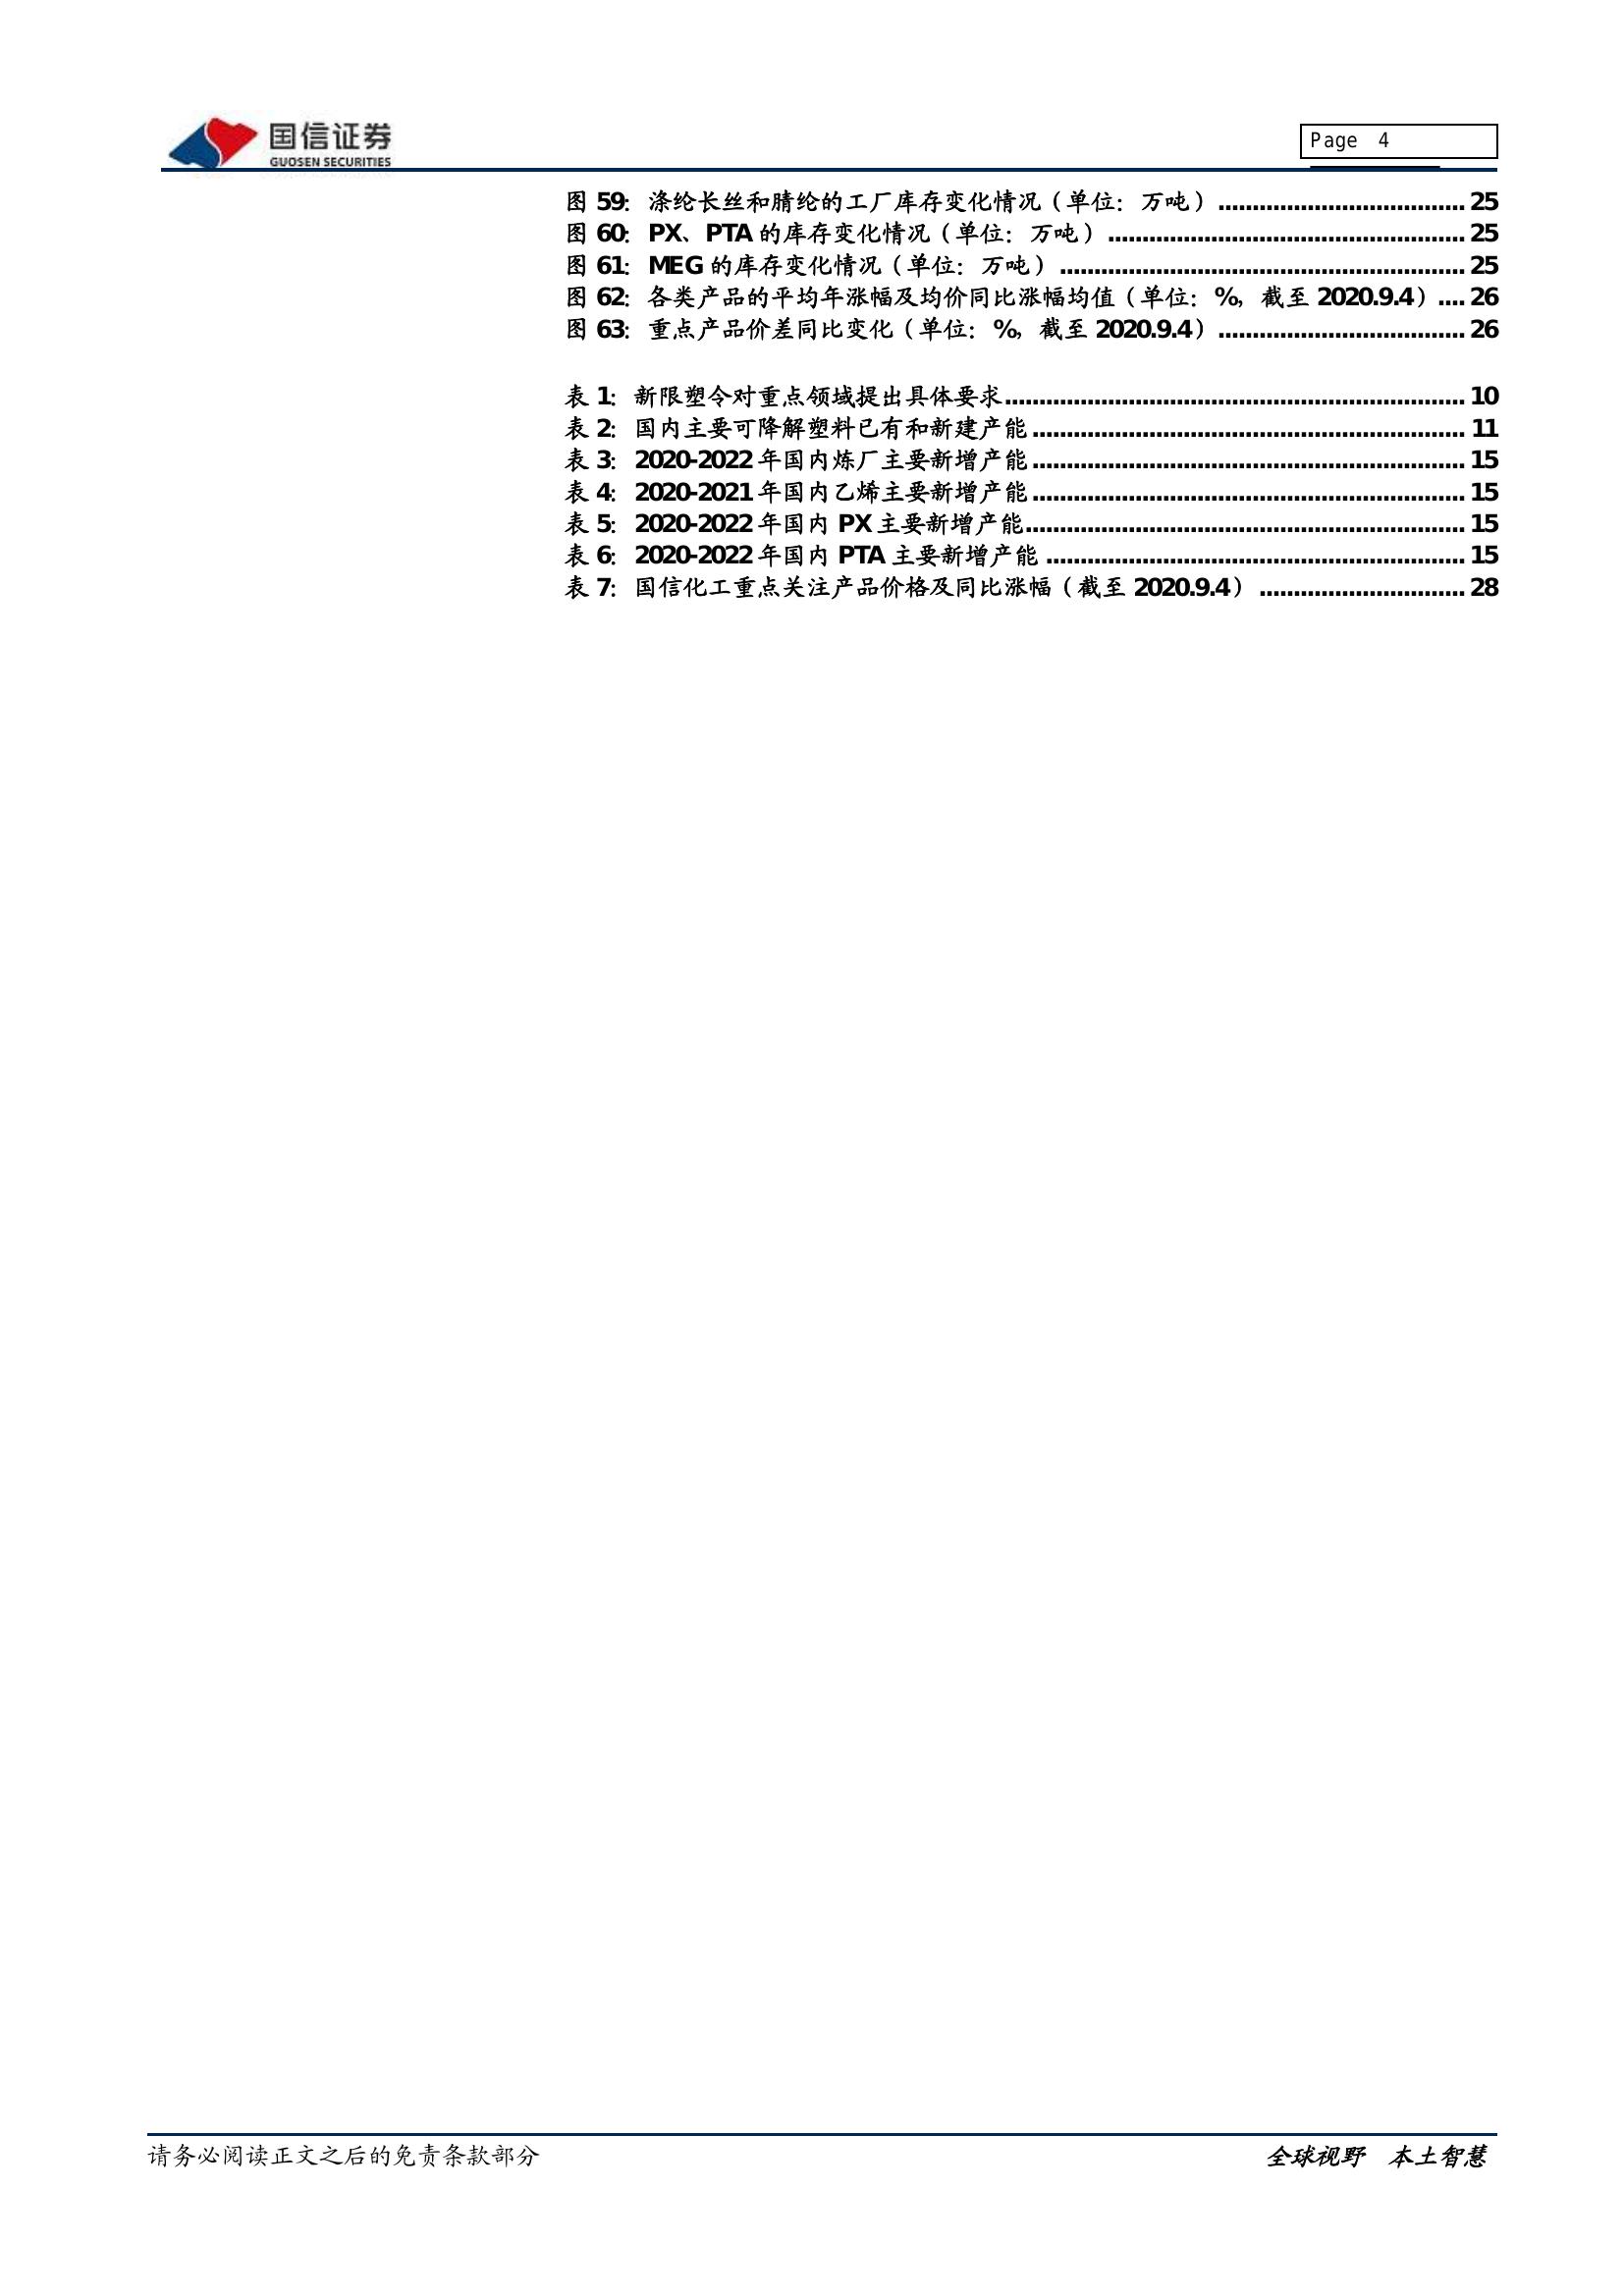 国信证券
GUOSEN SECURITIES
Page 4
图 59：涤纶长丝和腈纶的工厂库存变化情况（单位：万吨）.................................... 25
图 60：PX、PTA 的库存变化情况（单位：万吨）.................................................... 25
图 61：MEG 的库存变化情况（单位：万吨）........................................................... 25
图 62：各类产品的平均年涨幅及均价同比涨幅均值（单位：%，截至 2020.9.4）.... 26
图 63：重点产品价差同比变化（单位：%，截至 2020.9.4）.................................... 26
表 1：新限塑令对重点领域提出具体要求................................................................... 10
表 2：国内主要可降解塑料已有和新建产能............................................................... 11
表 3：2020-2022 年国内炼厂主要新增产能............................................................... 15
表 4：2020-2021 年国内乙烯主要新增产能............................................................... 15
表 5：2020-2022 年国内 PX 主要新增产能................................................................ 15
表 6：2020-2022 年国内 PTA 主要新增产能............................................................. 15
表 7：国信化工重点关注产品价格及同比涨幅（截至 2020.9.4）.............................. 28
请务必阅读正文之后的免责条款部分
全球视野 本土智慧